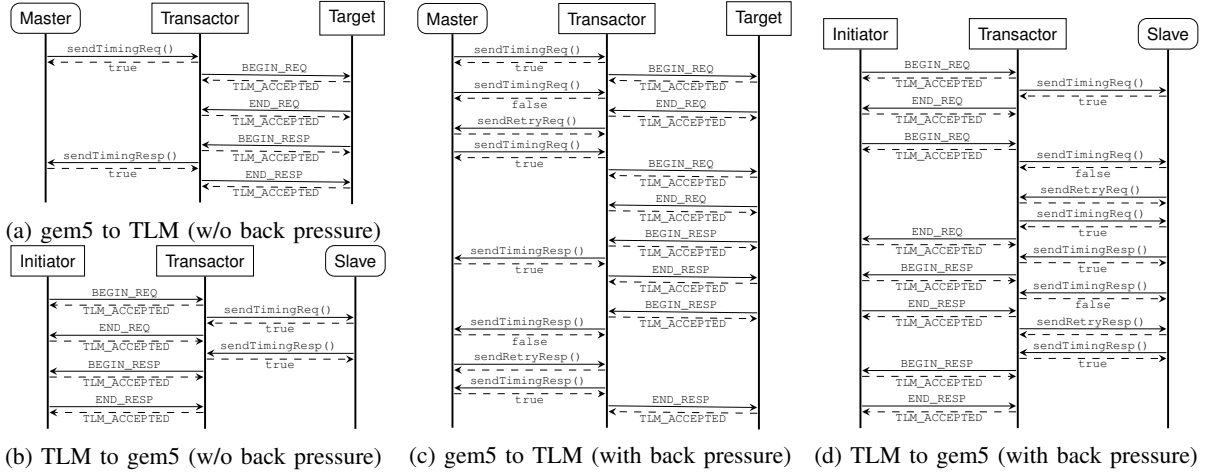 Master Transactor Target
sendTimingReq()
true
BEGIN_REQ
TLM_ACCEPTED
END_REQ
TLM_ACCEPTED
BEGIN_RESP
TLM_ACCEPTED
sendTimingResp()
true
END_RESP
TLM_ACCEPTED
(a) gem5 to TLM (w/o back pressure)
Initiator Transactor Slave
BEGIN_REQ
TLM_ACCEPTED
sendTimingReq()
true
END_REQ
TLM_ACCEPTED
sendTimingResp()
true
BEGIN_RESP
TLM_ACCEPTED
END_RESP
TLM_ACCEPTED
(b) TLM to gem5 (w/o back pressure)
Master Transactor Target
sendTimingReq()
true
BEGIN_REQ
TLM_ACCEPTED
sendTimingReq()
false
END_REQ
TLM_ACCEPTED
sendRetryReq()
sendTimingReq()
true
BEGIN_REQ
TLM_ACCEPTED
END_REQ
TLM_ACCEPTED
BEGIN_RESP
TLM_ACCEPTED
sendTimingResp()
true
END_RESP
TLM_ACCEPTED
BEGIN_RESP
TLM_ACCEPTED
sendTimingResp()
false
sendRetryResp()
sendTimingResp()
true
END_RESP
TLM_ACCEPTED
(c) gem5 to TLM (with back pressure)
Initiator Transactor Slave
BEGIN_REQ
TLM_ACCEPTED
sendTimingReq()
true
END_REQ
TLM_ACCEPTED
BEGIN_REQ
TLM_ACCEPTED
sendTimingReq()
false
sendRetryReq()
sendTimingReq()
true
END_REQ
TLM_ACCEPTED
sendTimingResp()
true
BEGIN_RESP
TLM_ACCEPTED
sendTimingResp()
false
END_RESP
TLM_ACCEPTED
sendRetryResp()
sendTimingResp()
true
BEGIN_RESP
TLM_ACCEPTED
END_RESP
TLM_ACCEPTED
(d) TLM to gem5 (with back pressure)